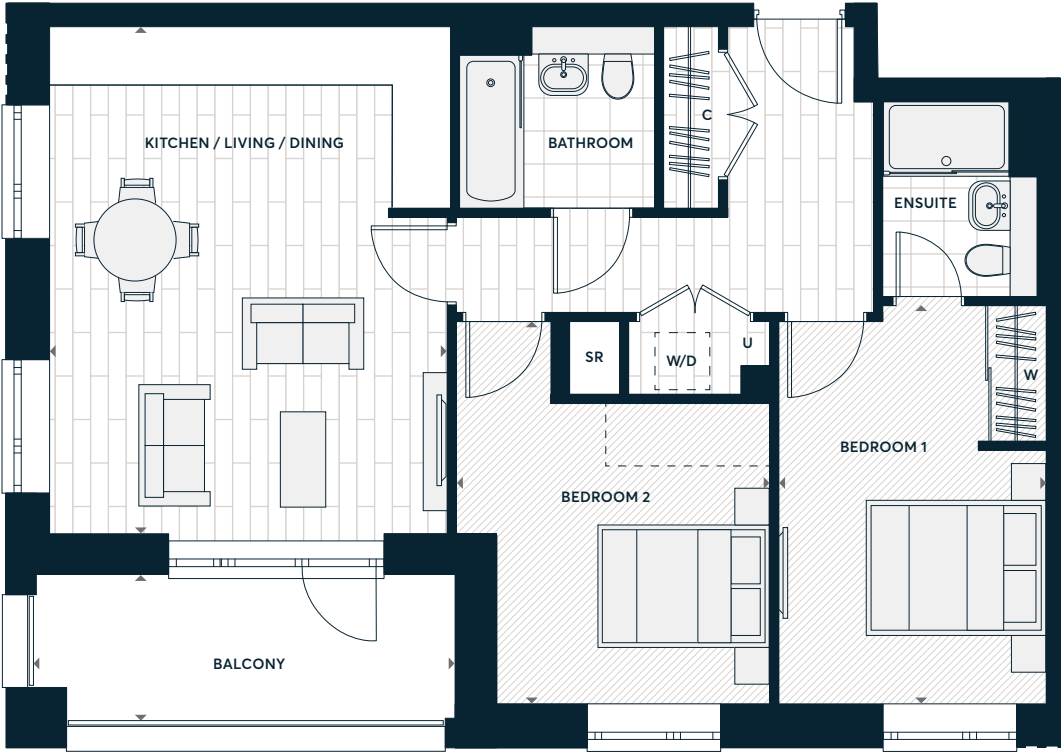 KITCHEN / LIVING / DINING
BATHROOM
C
ENSUITE
SR
W/D
U
W
BEDROOM 1
BEDROOM 2
BALCONY